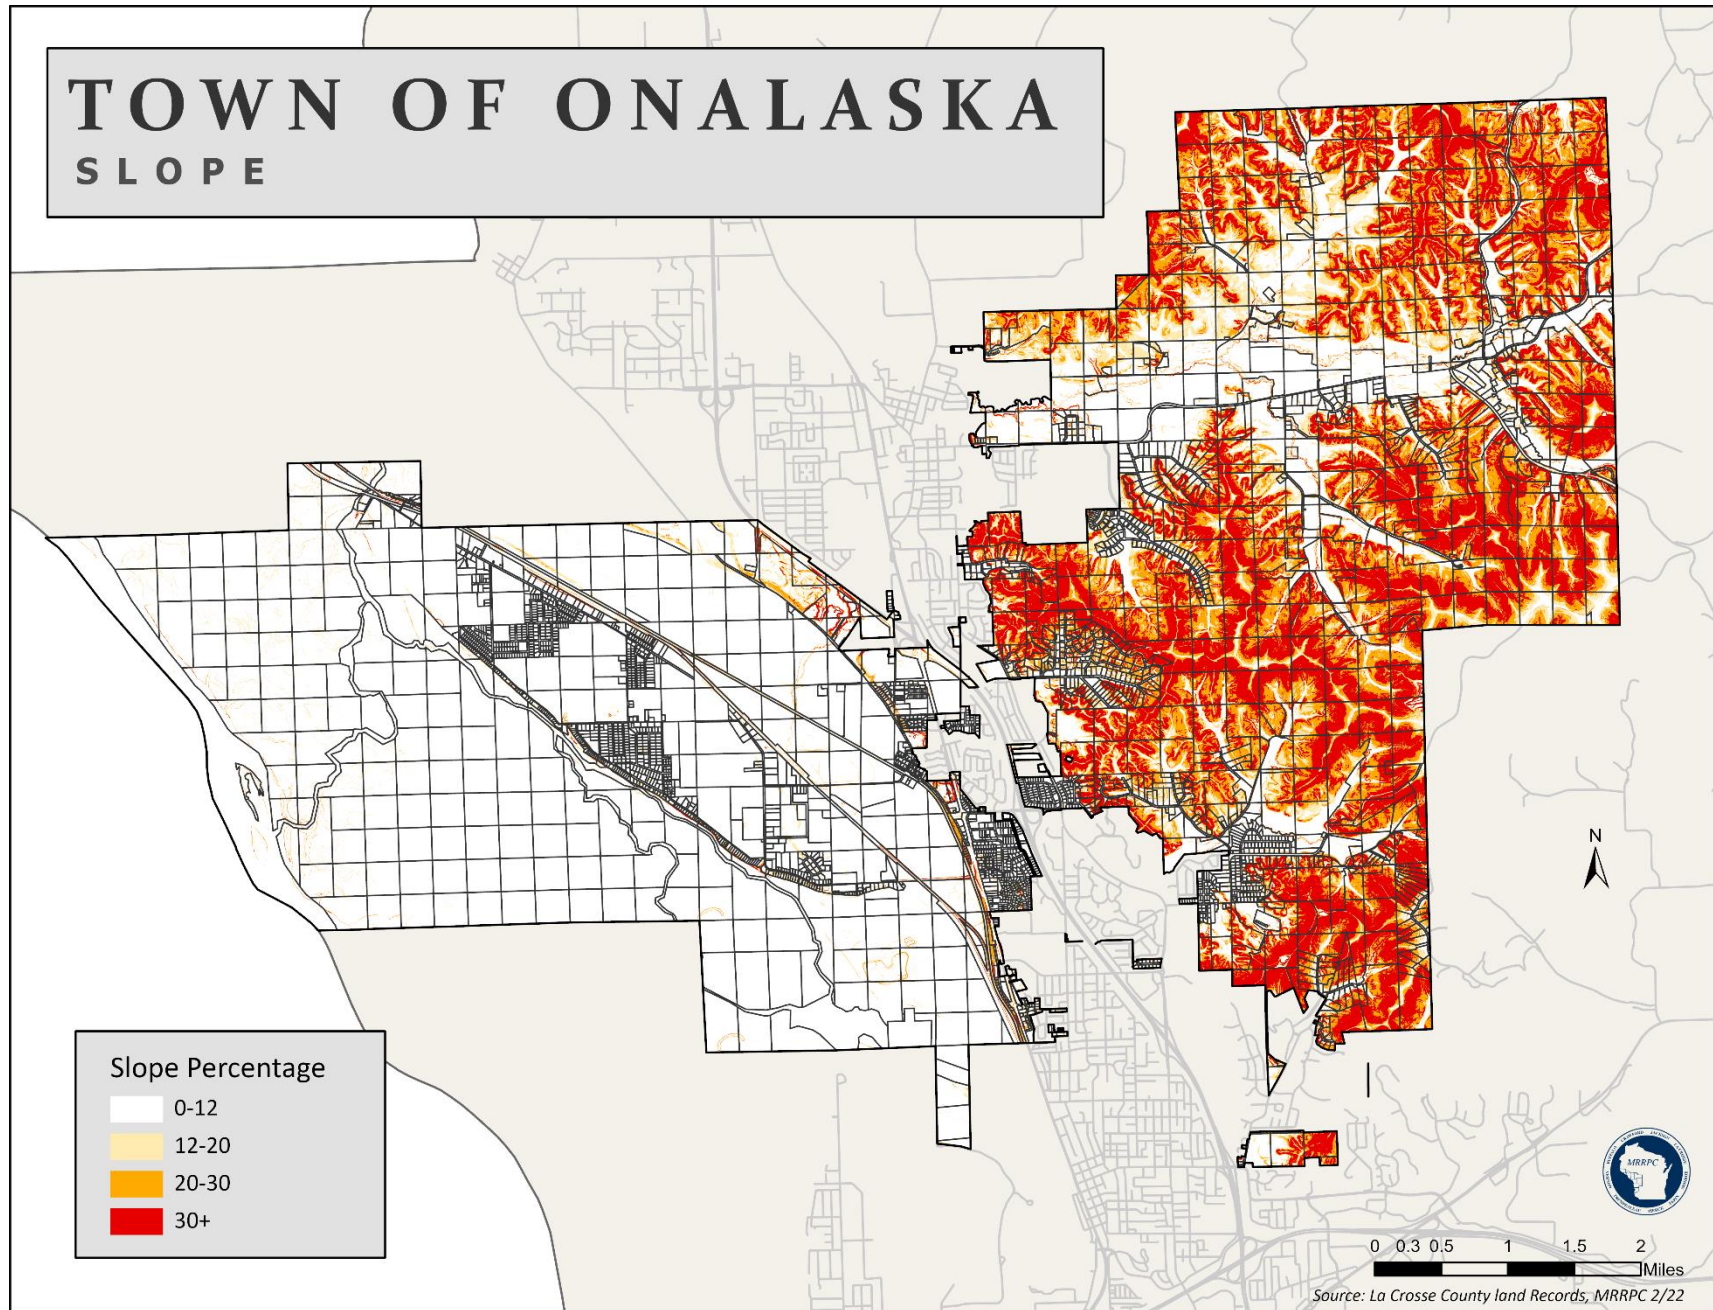 TOWN OF ONALASKA
SLOPE
N
Slope Percentage
0-12
12-20
20-30
30+
MRRPC
0 0.3 0.5 1 1.5 2
Miles
Source: La Crosse County land Records, MRRPC 2/22